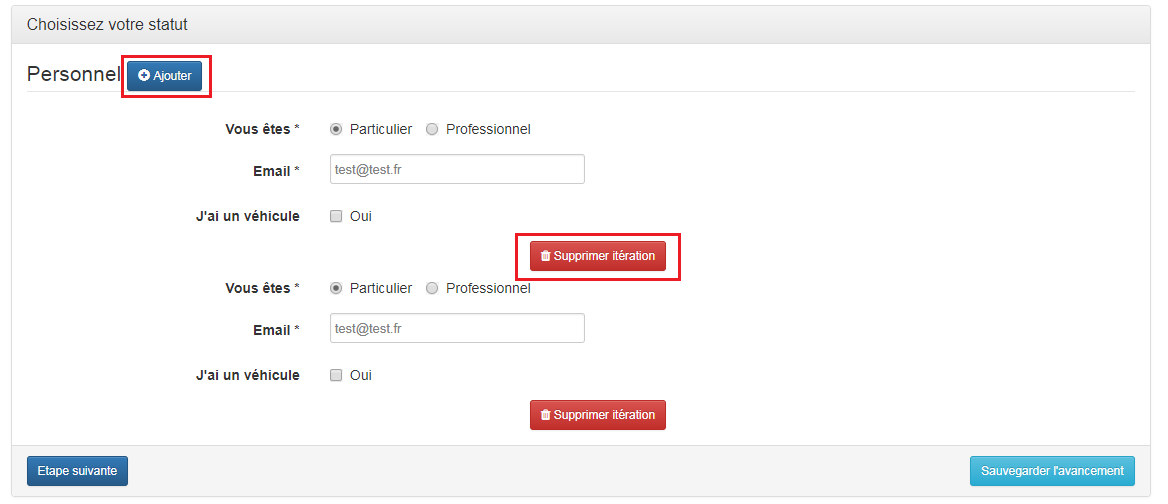 Choisissez votre statut
Personnel Ajouter
Vous êtes * Particulier Professionnel
Email * test@test.fr
J'ai un véhicule Oui
Supprimer itération
Vous êtes * Particulier Professionnel
Email * test@test.fr
J'ai un véhicule Oui
Supprimer itération
Etape suivante Sauvegarder l'avancement